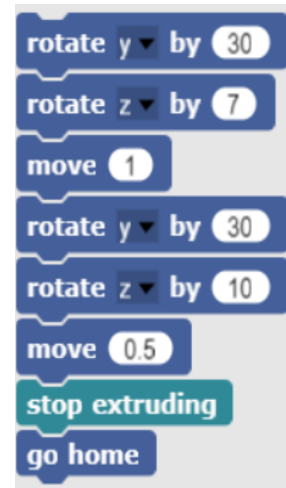 rotate y by 30
rotate z by 7
move 1
rotate y by 30
rotate z by 10
move 0.5
stop extruding
go home